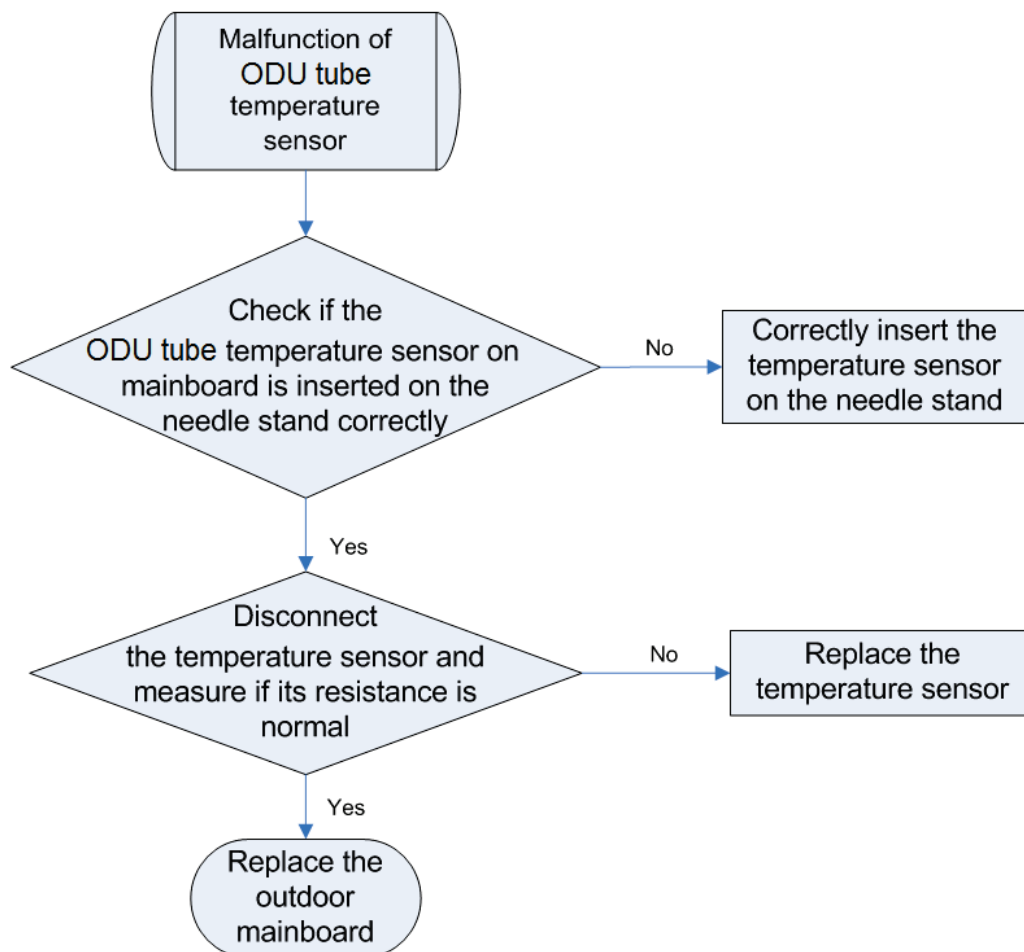 Malfunction of
ODU tube
temperature
sensor
Check if the
ODU tube temperature sensor on
mainboard is inserted on the
needle stand correctly
No
Correctly insert the
temperature sensor
on the needle stand
Yes
Disconnect
the temperature sensor and
measure if its resistance is
normal
No
Replace the
temperature sensor
Yes
Replace the
outdoor
mainboard